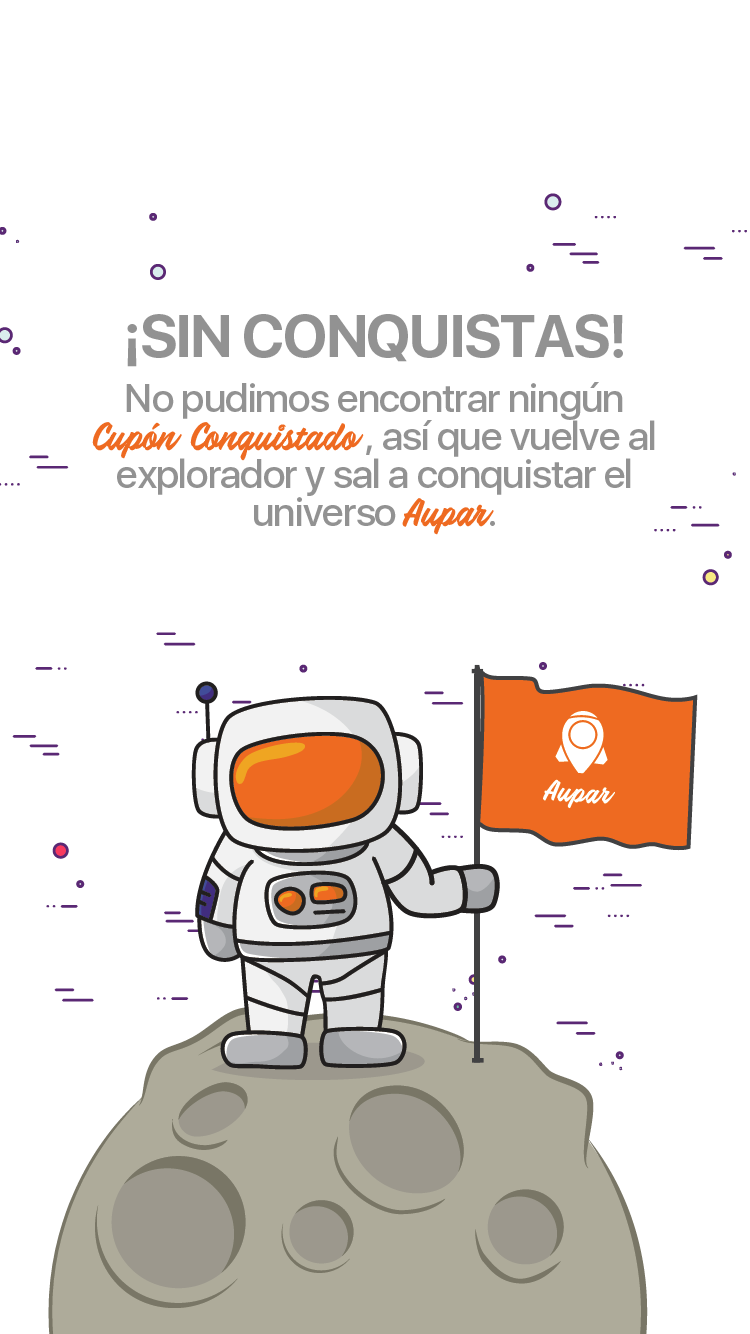 ¡SIN CONQUISTAS!
No pudimos encontrar ningún
Cupón Conquistado, así que vuelve al
explorador y sal a conquistar el
universo Aupar.
Aupar